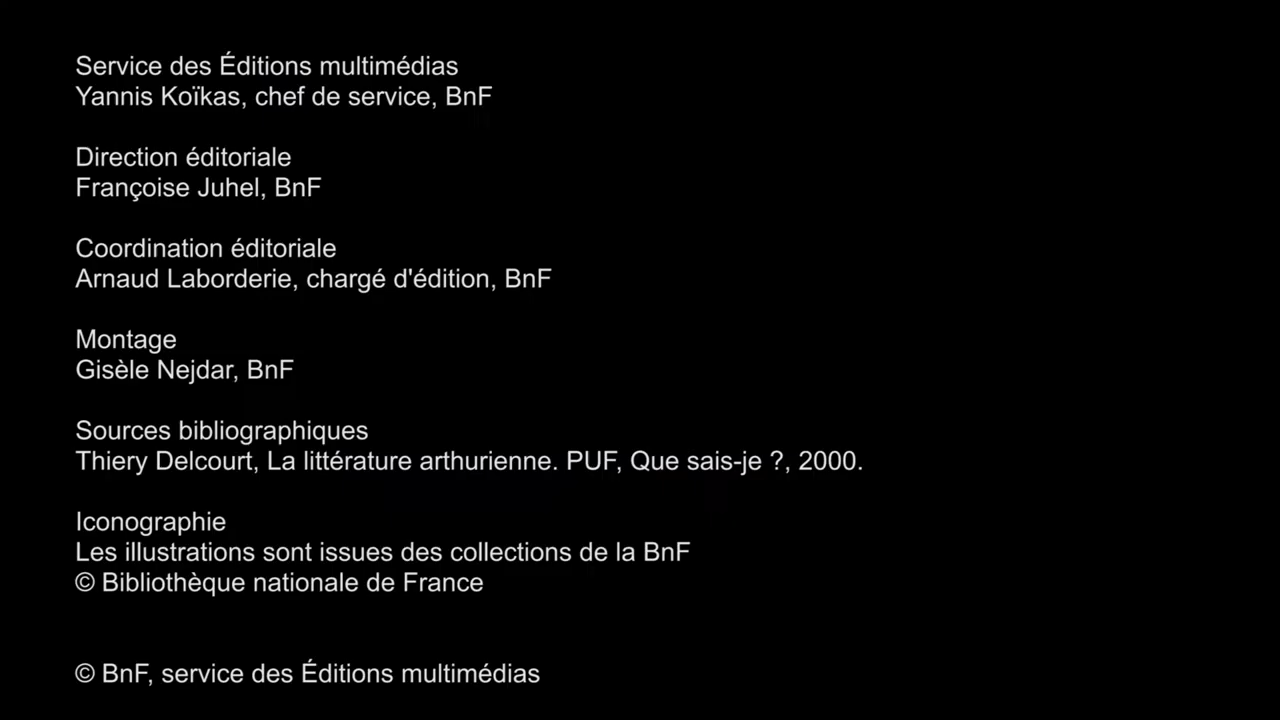 Service des Éditions multimédias
Yannis Koïkas, chef de service, BnF
Direction éditoriale
Françoise Juhel, BnF
Coordination éditoriale
Arnaud Laborderie, chargé d'édition, BnF
Montage
Gisèle Nejdar, BnF
Sources bibliographiques
Thiery Delcourt, La littérature arthurienne. PUF, Que sais-je ?, 2000.
Iconographie
Les illustrations sont issues des collections de la BnF
© Bibliothèque nationale de France
© BnF, service des Éditions multimédias